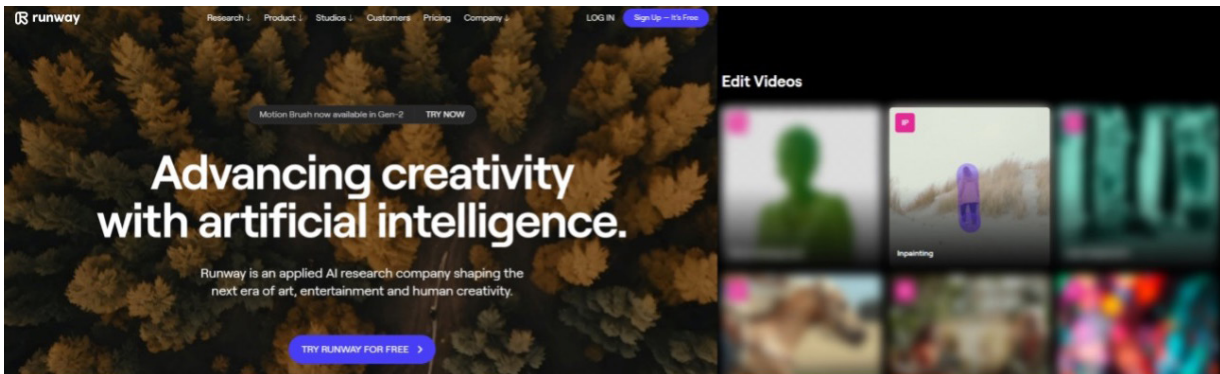 runway
Research ↓ Product ↓ Studios ↓ Customers Pricing Company ↓
LOG IN
Sign Up — It's Free
Motion Brush now available in Gen-2 TRY NOW
Advancing creativity
with artificial intelligence.
Runway is an applied AI research company shaping the
next era of art, entertainment and human creativity.
TRY RUNWAY FOR FREE
Edit Videos
IP
Inpainting